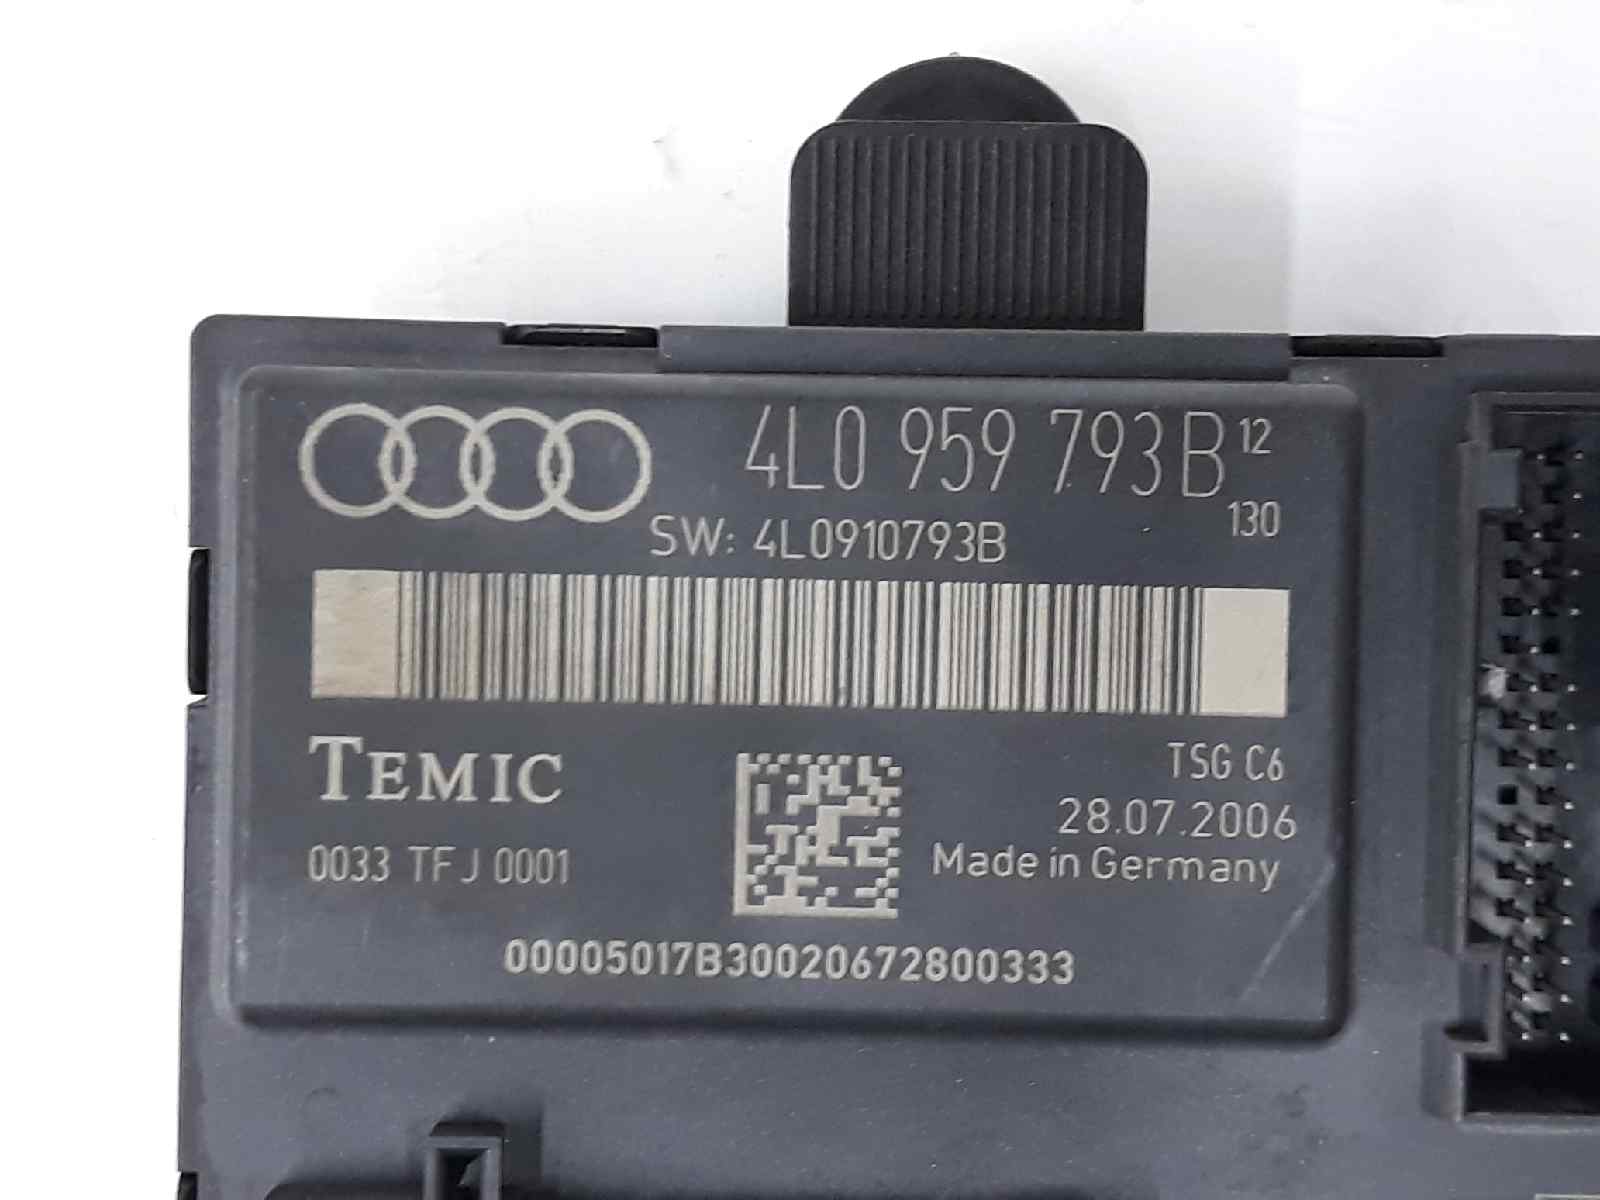 4L0 959 793 B 12
130
SW: 4L0910793B
TEMIC
TSG C6
28.07.2006
0033 TFJ 0001
Made in Germany
00005017B30020672800333